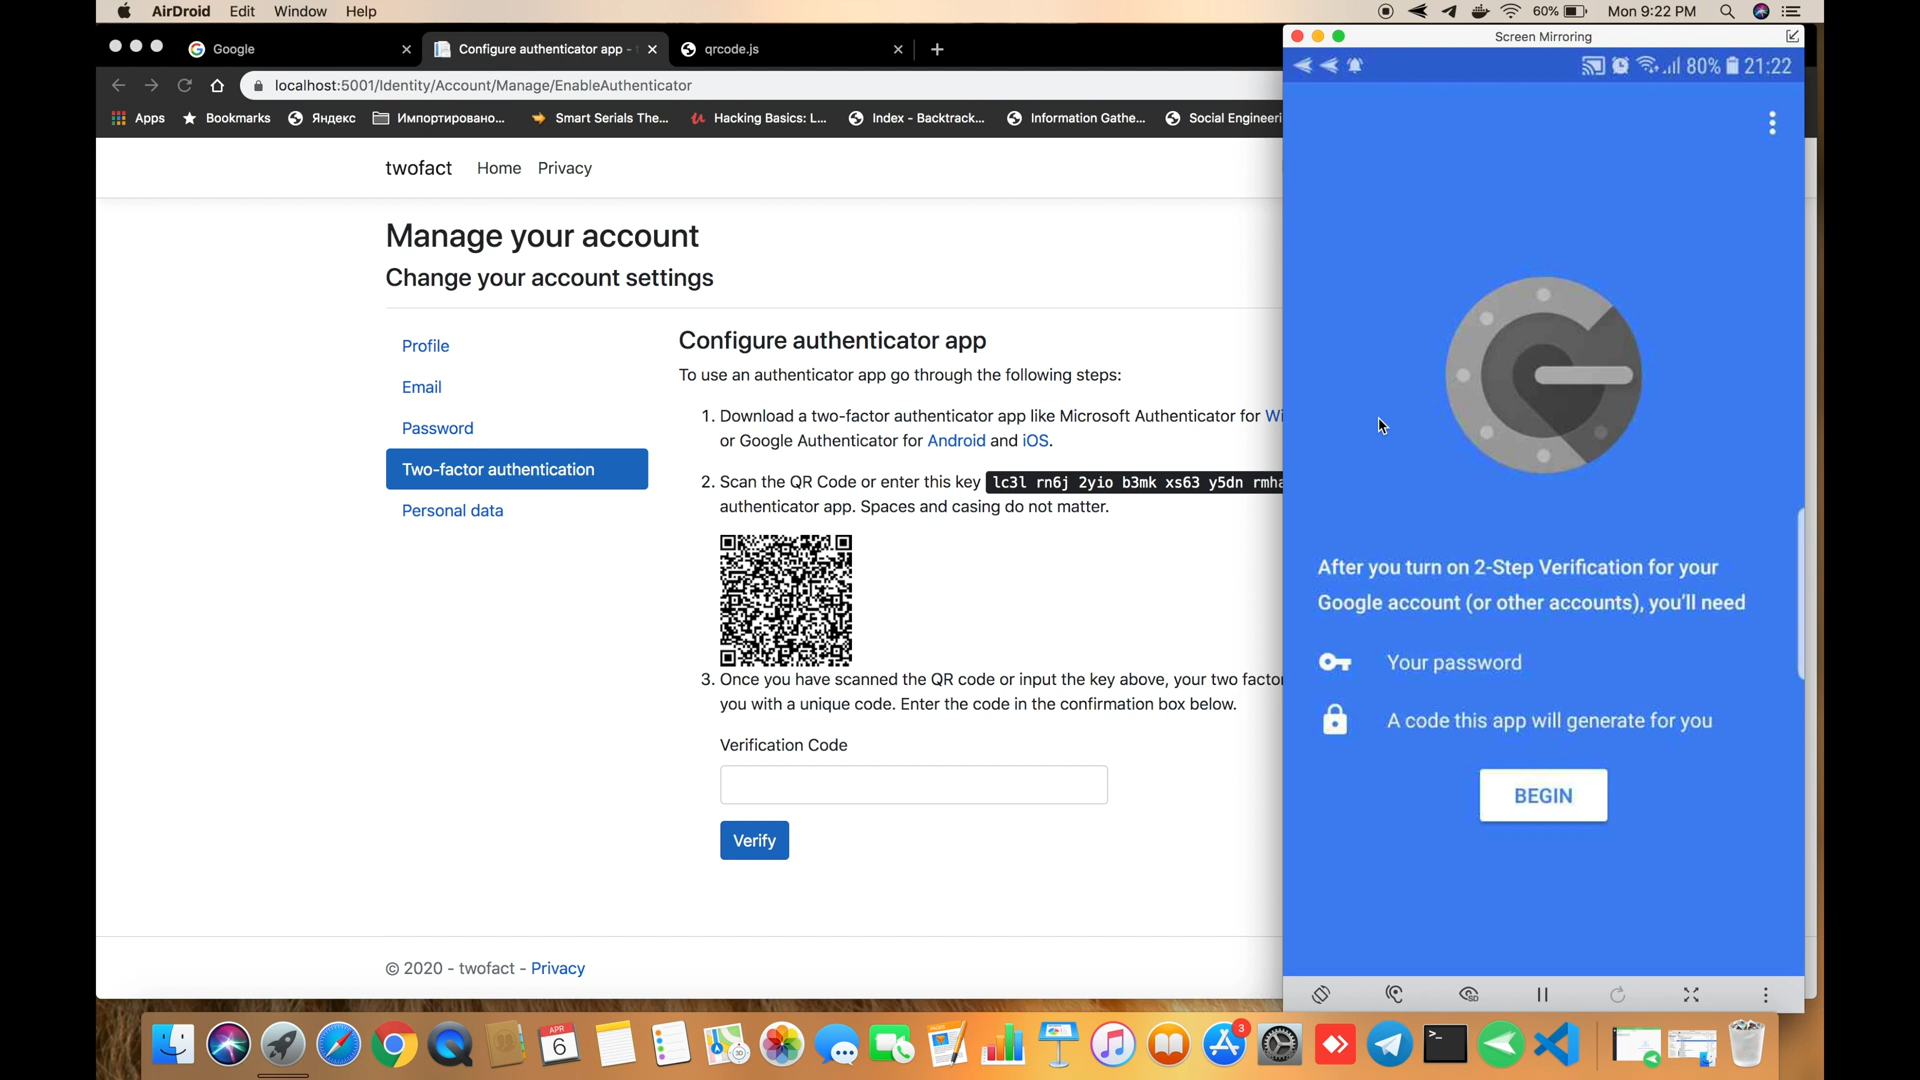 AirDroid Edit Window Help
60% Mon 9:22 PM
Google
Configure authenticator app -
qrcode.js
localhost:5001/Identity/Account/Manage/EnableAuthenticator
Apps
Bookmarks
Яндекс
Импортировано...
Smart Serials The...
Hacking Basics: L...
Index - Backtrack...
Information Gathe...
Social Engineeri
twofact Home Privacy
Manage your account
Change your account settings
Profile
Email
Password
Two-factor authentication
Personal data
Configure authenticator app
To use an authenticator app go through the following steps:
1. Download a two-factor authenticator app like Microsoft Authenticator for Wi
or Google Authenticator for Android and iOS.
2. Scan the QR Code or enter this key lc3l rn6j 2yio b3mk xs63 y5dn rmha
authenticator app. Spaces and casing do not matter.
3. Once you have scanned the QR code or input the key above, your two factor
you with a unique code. Enter the code in the confirmation box below.
Verification Code
Verify
© 2020 - twofact - Privacy
Screen Mirroring
80% 21:22
After you turn on 2-Step Verification for your
Google account (or other accounts), you'll need
Your password
A code this app will generate for you
BEGIN
SD
APR
6
3D
3